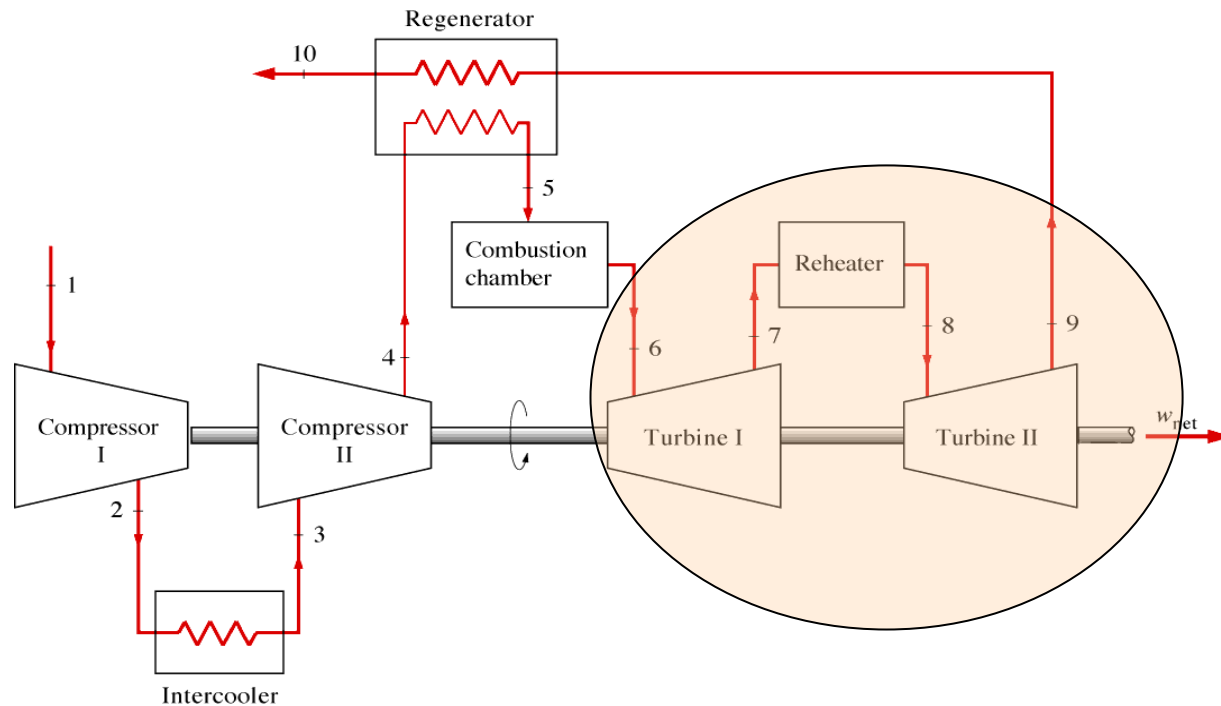 Regenerator
10
5
Combustion
chamber
Reheater
1
6
7
8
9
4
Compressor
I
Compressor
II
Turbine I
Turbine II
w_net
2
3
Intercooler